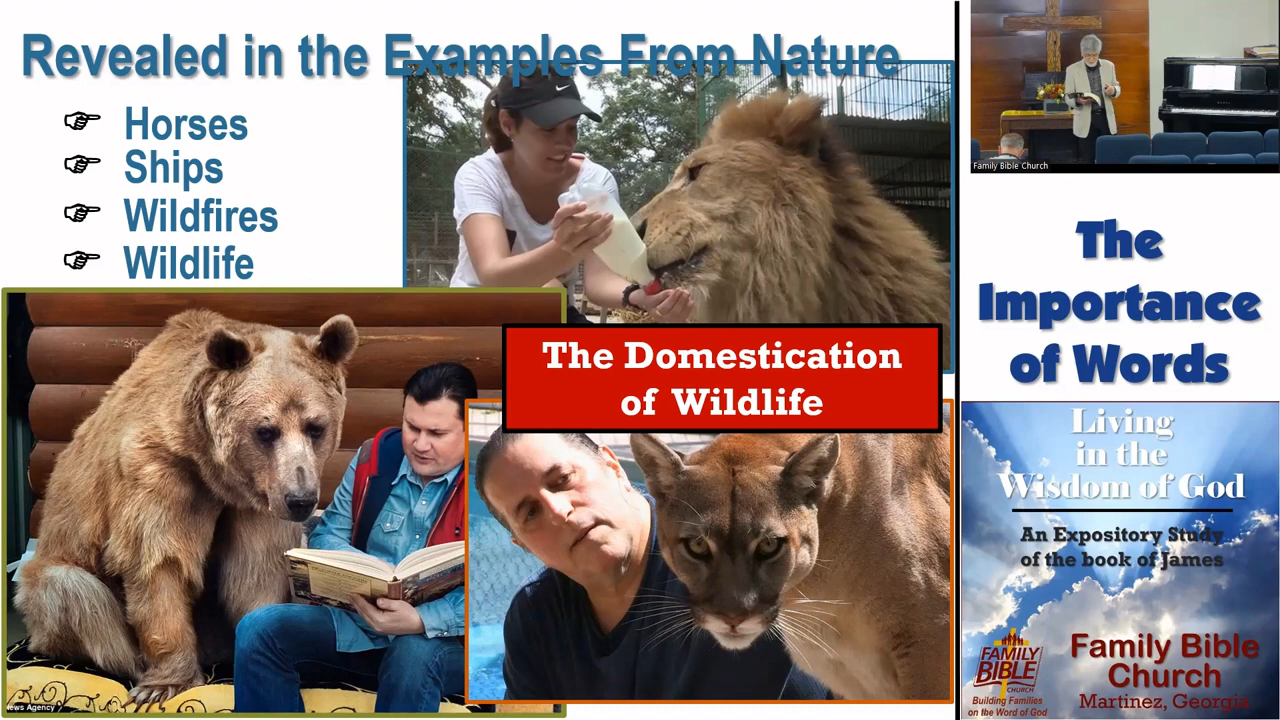 Revealed in the Examples From Nature
Horses
Ships
Wildfires
Wildlife
The Domestication
of Wildlife
ews Agency
Family Bible Church
The
Importance
of Words
Living
in the
Wisdom of God
An Expository Study
of the book of James
FAMILY
BIBLE
CHURCH
Building Families
on the Word of God
Family Bible
Church
Martinez, Georgia